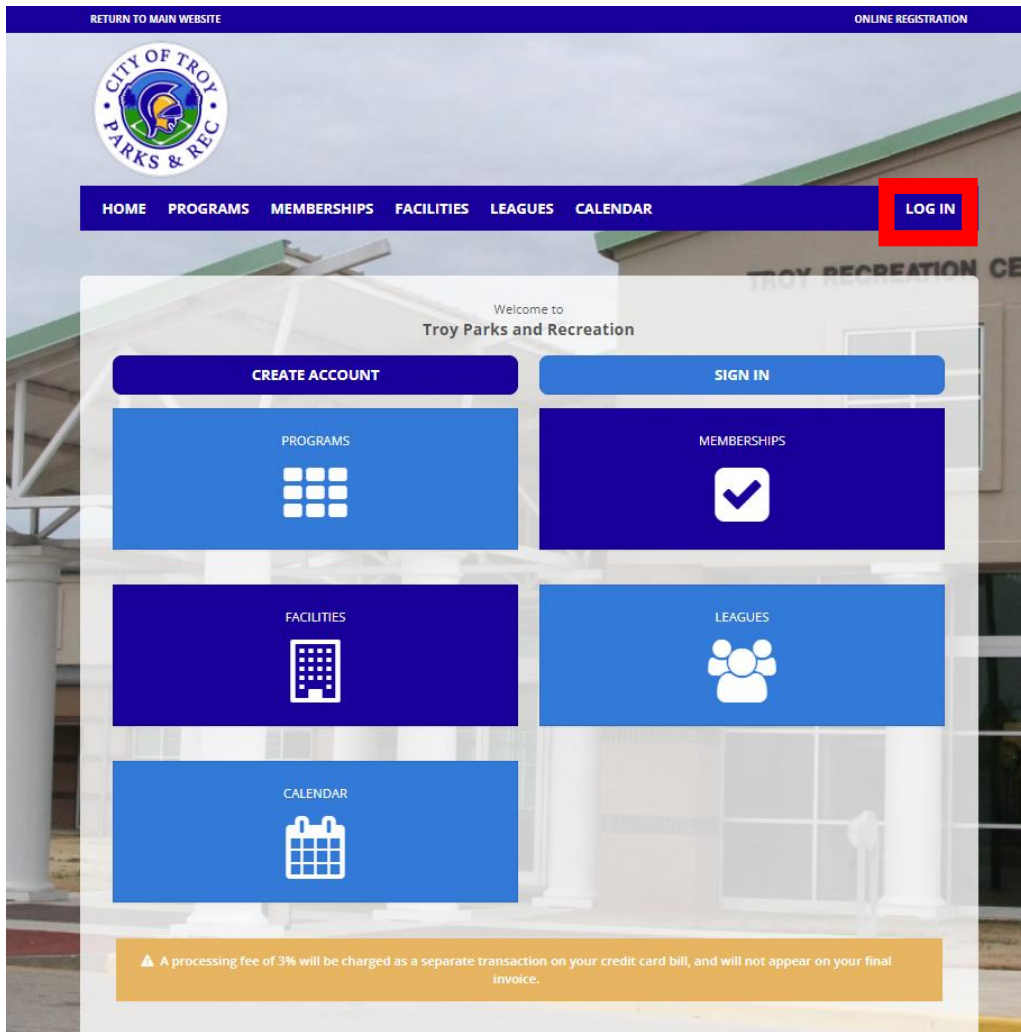 RETURN TO MAIN WEBSITE
ONLINE REGISTRATION
CITY OF TROY
PARKS & REC
HOME PROGRAMS MEMBERSHIPS FACILITIES LEAGUES CALENDAR LOG IN
TROY RECREATION CE
Welcome to
Troy Parks and Recreation
CREATE ACCOUNT
SIGN IN
PROGRAMS
MEMBERSHIPS
FACILITIES
LEAGUES
CALENDAR
A processing fee of 3% will be charged as a separate transaction on your credit card bill, and will not appear on your final
invoice.